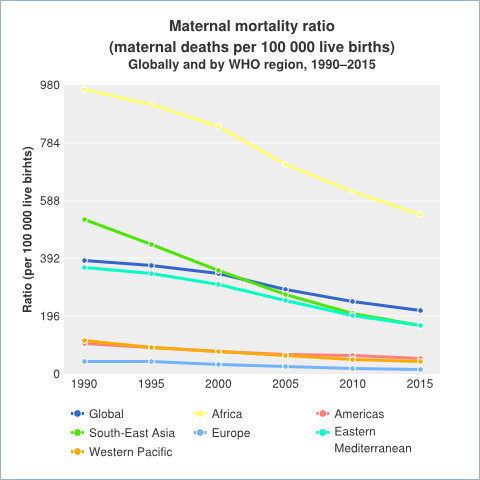 Maternal mortality ratio
(maternal deaths per 100 000 live births)
Globally and by WHO region, 1990–2015
Ratio (per 100 000 live birhts)
980
784
588
392
196
0
1990 1995 2000 2005 2010 2015
Global Africa Americas
South-East Asia Europe Eastern
Mediterranean
Western Pacific